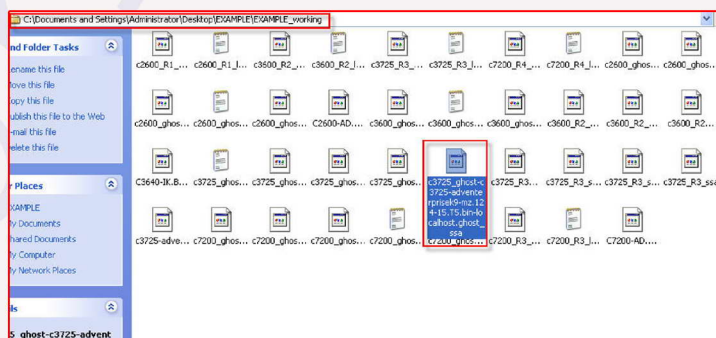 C:\Documents and Settings\Administrator\Desktop\EXAMPLE\EXAMPLE_working
nd Folder Tasks
ename this file
ove this file
opy this file
ublish this file to the Web
-mail this file
elete this file
Places
XAMPLE
y Documents
hared Documents
y Computer
y Network Places
ls
5_ghost-c3725-advent
c2600_R1_... c2600_R1_l... c3600_R2_... c3600_R2_l... c3725_R3_... c3725_R3_l... c7200_R4_... c7200_R4_l... c2600_ghos... c2600_ghos...
c2600_ghos... c2600_ghos... c2600_ghos... C2600-AD.... c3600_ghos... c3600_ghos... c3600_ghos... c3600_R2_... c3600_R2_... c3600_R2...
C3640-IK.B... c3725_ghos... c3725_ghos... c3725_ghos... c3725_ghos... c3725_ghost-c c3725_R3... c3725_R3_s... c3725_R3_s... c3725_R3_ssa
3725-advente
rprisek9-mz.12
4-15.T5.bin-lo
calhost.ghost_
ssa
c3725-adve... c7200_ghos... c7200_ghos... c7200_ghos... c7200_ghos... c7200_ghos... c7200_R3_... c7200_R3_l... C7200-AD....